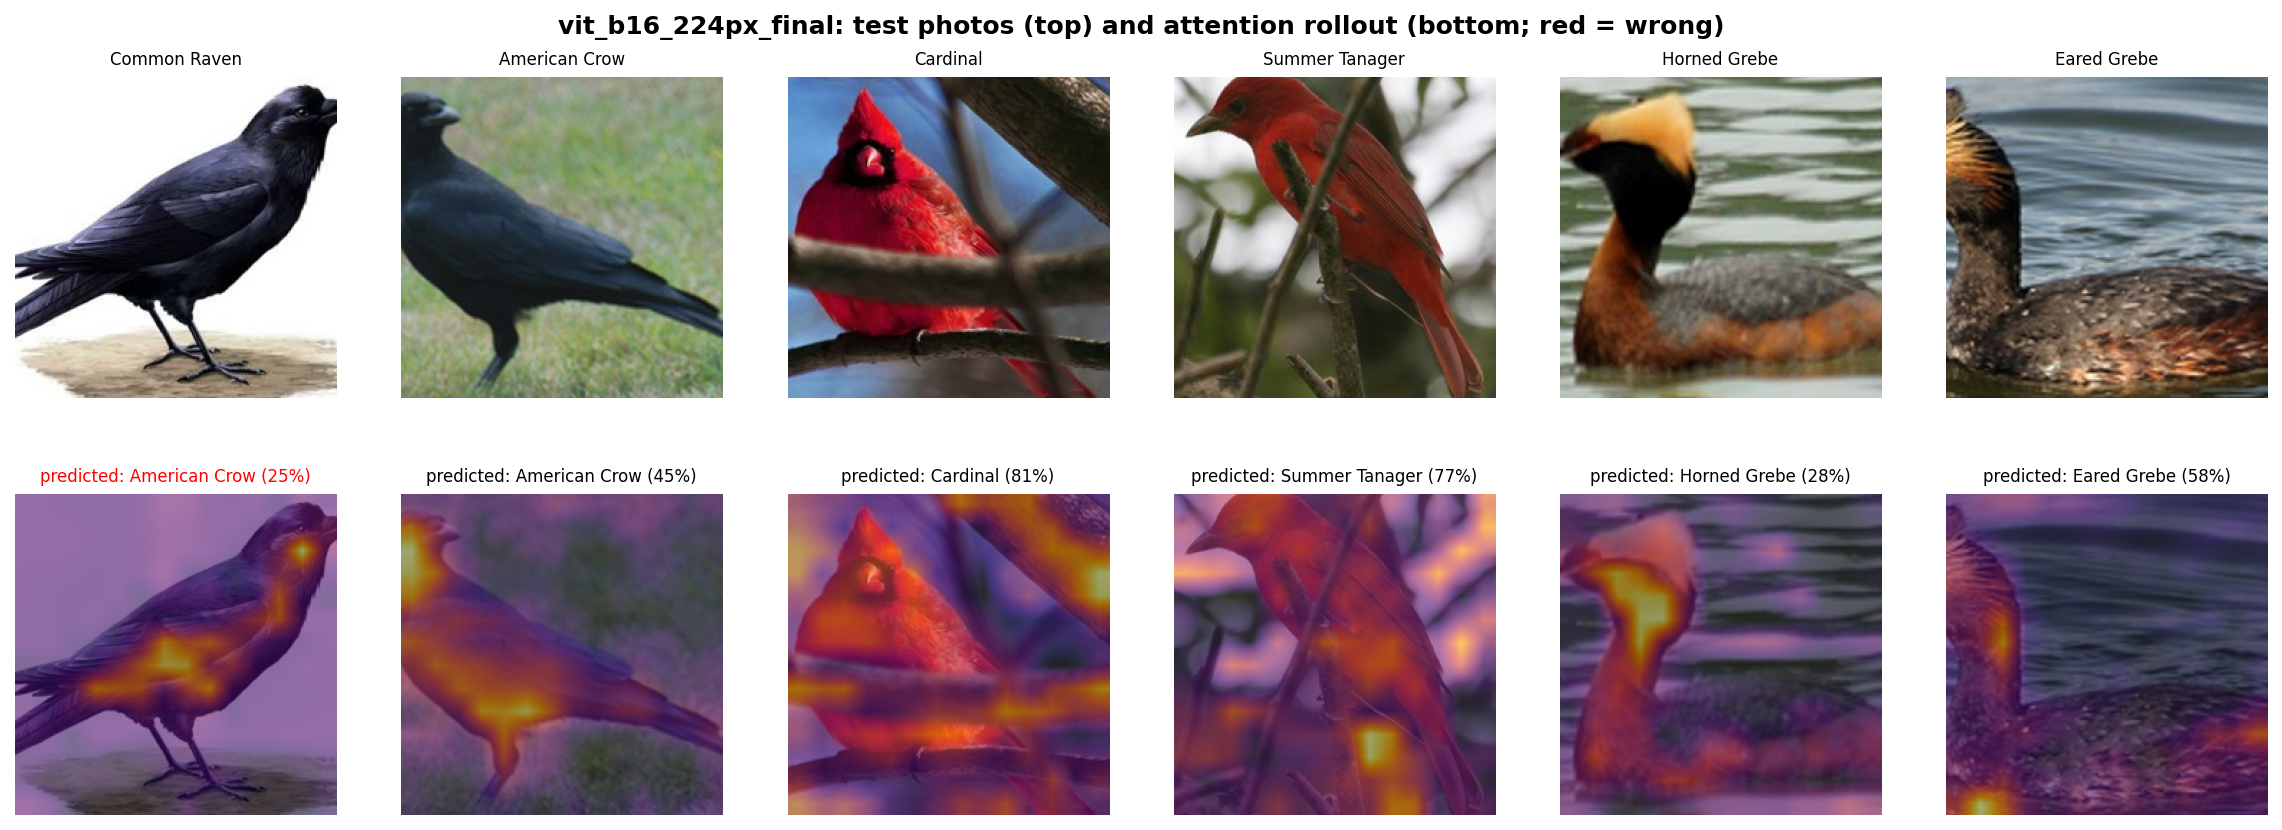 vit_b16_224px_final: test photos (top) and attention rollout (bottom; red = wrong)
Common Raven
American Crow
Cardinal
Summer Tanager
Horned Grebe
Eared Grebe
predicted: American Crow (25%)
predicted: American Crow (45%)
predicted: Cardinal (81%)
predicted: Summer Tanager (77%)
predicted: Horned Grebe (28%)
predicted: Eared Grebe (58%)